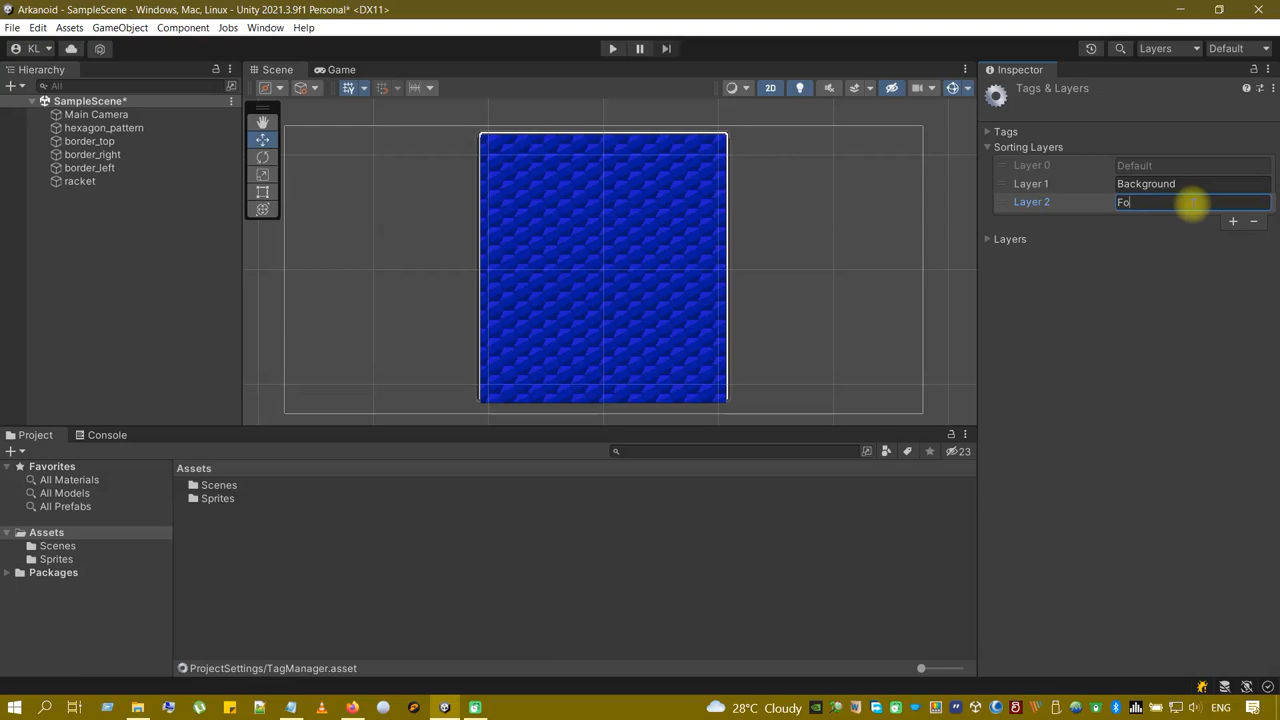 Arkanoid - SampleScene - Windows, Mac, Linux - Unity 2021.3.9f1 Personal* <DX11>
File Edit Assets GameObject Component Jobs Window Help
KL Layers Default
Hierarchy Scene Game Inspector
All 2D Tags & Layers
SampleScene*
Main Camera
hexagon_pattern
border_top
border_right
border_left
racket
Tags
Sorting Layers
Layer 0 Default
Layer 1 Background
Layer 2 Fo
Layers
Project Console
23
Favorites
All Materials
All Models
All Prefabs
Assets
Scenes
Sprites
Packages
Assets
Scenes
Sprites
ProjectSettings/TagManager.asset
28°C Cloudy ENG